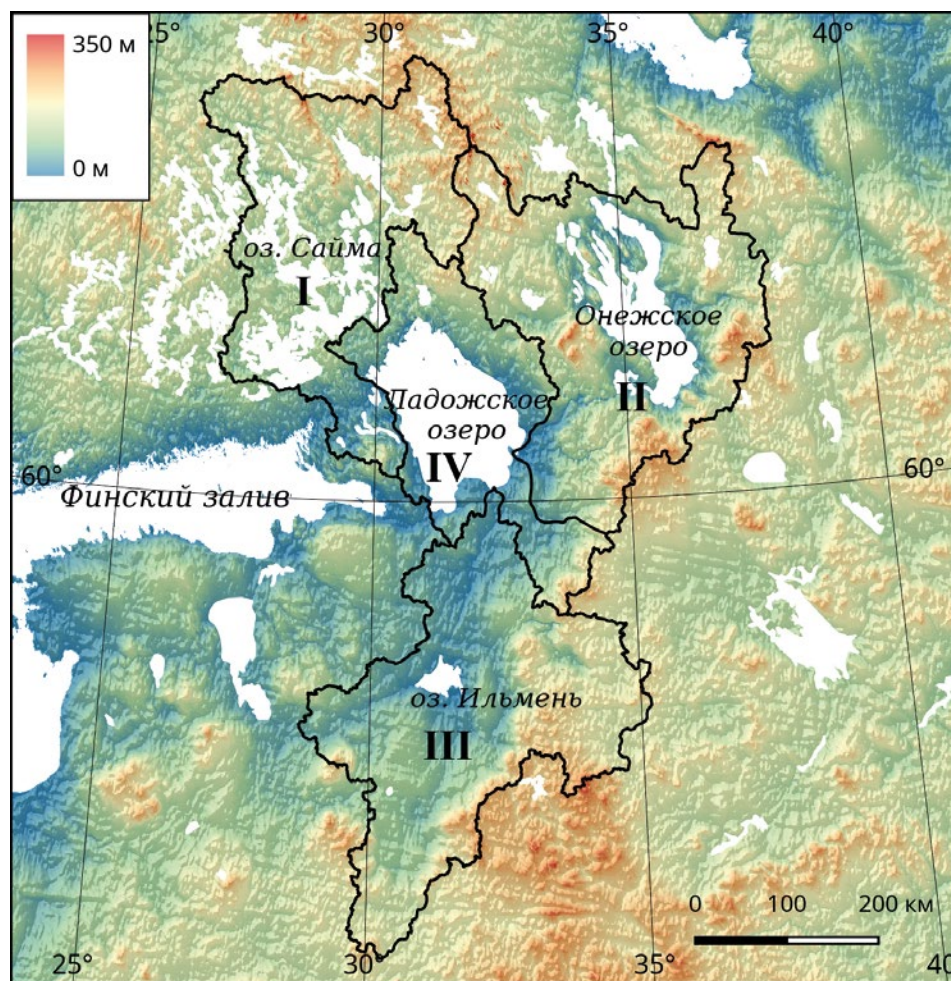 350 м
0 м
25°
30°
35°
40°
оз. Сайма
I
Онежское
озеро
II
Ладожское
озеро
IV
60°
60°
Финский залив
оз. Ильмень
III
0 100 200 км
25°
30°
35°
40